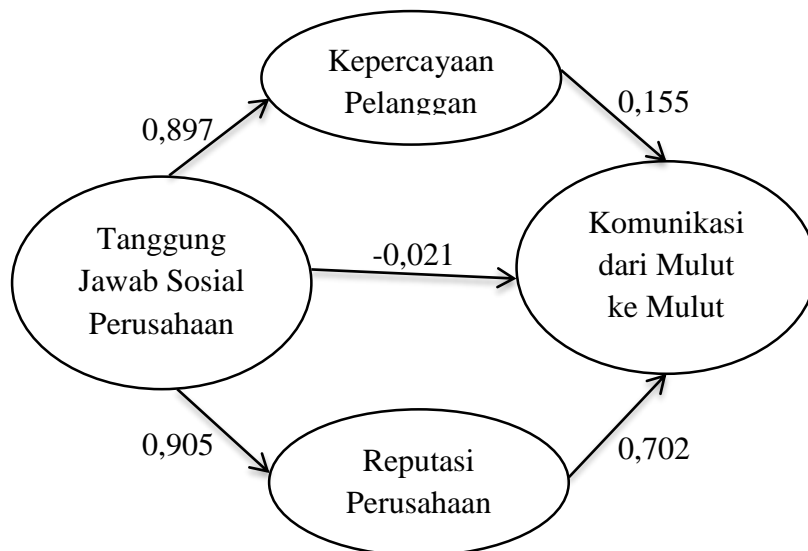 Kepercayaan
Pelanggan
0,897
0,155
Tanggung
Jawab Sosial
Perusahaan
-0,021
Komunikasi
dari Mulut
ke Mulut
0,905
0,702
Reputasi
Perusahaan